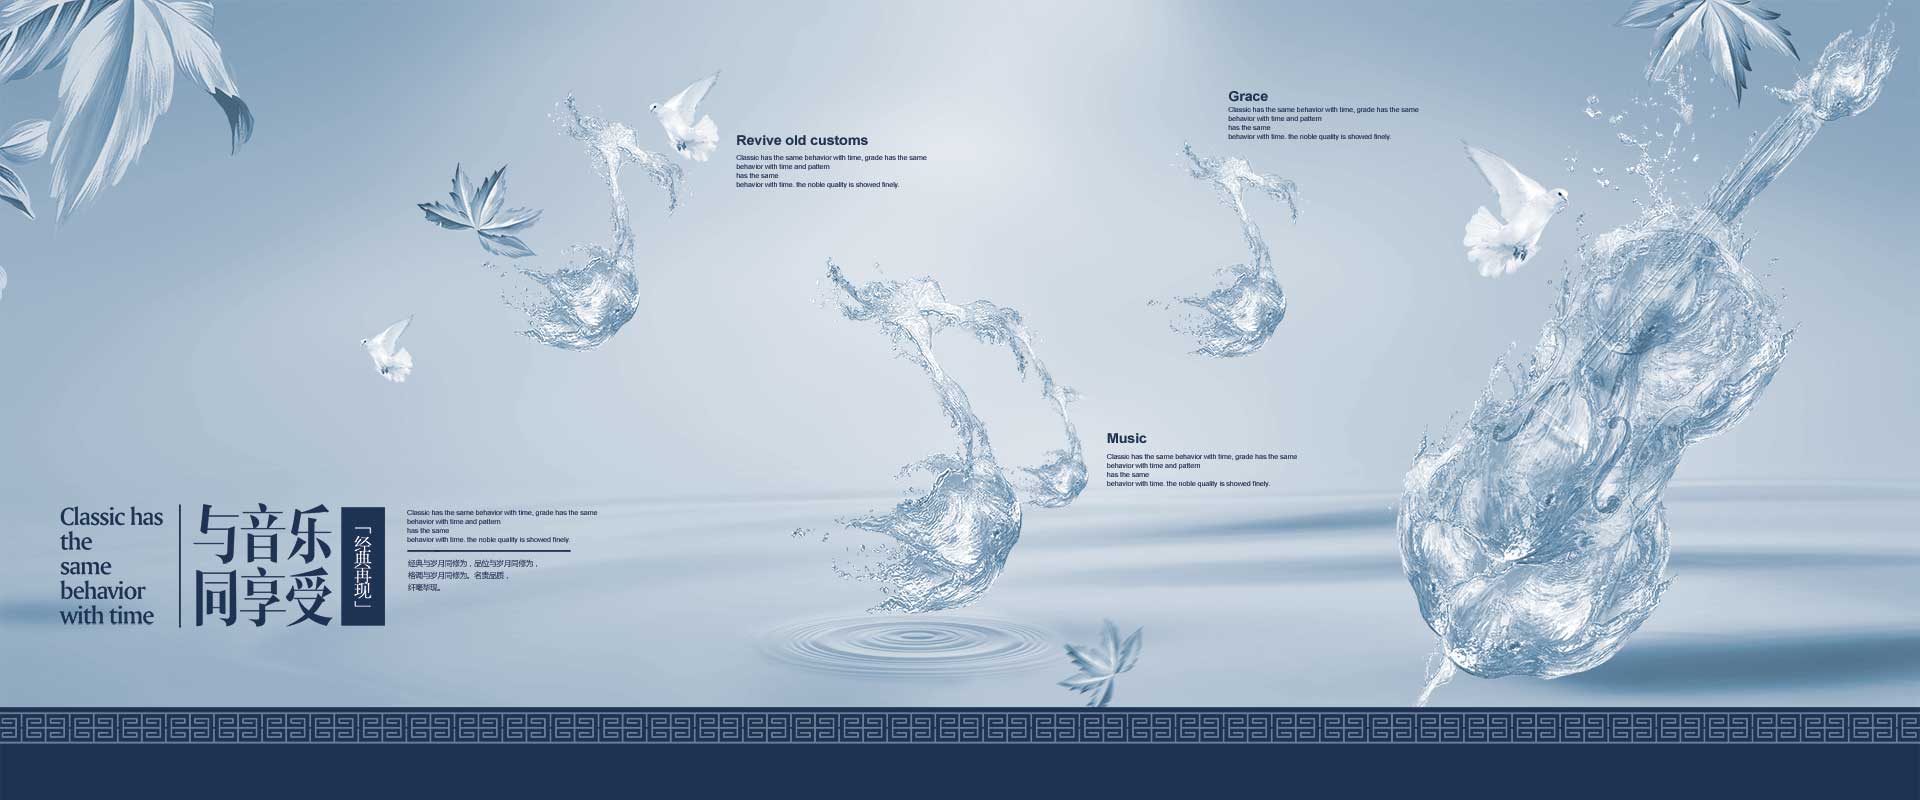 Revive old customs
Classic has the same behavior with time, grade has the same
behavior with time and pattern
has the same
behavior with time. the noble quality is showed finely.
Grace
Classic has the same behavior with time, grade has the same
behavior with time and pattern
has the same
behavior with time. the noble quality is showed finely.
Music
Classic has the same behavior with time, grade has the same
behavior with time and pattern
has the same
behavior with time. the noble quality is showed finely.
Classic has
the
same
behavior
with time
与音乐
同享受
「经典再现」
Classic has the same behavior with time, grade has the same
behavior with time and pattern
has the same
behavior with time. the noble quality is showed finely.
经典与岁月同修为，品位与岁月同修为，
格调与岁月同修为。名贵品质，
纤毫毕现。